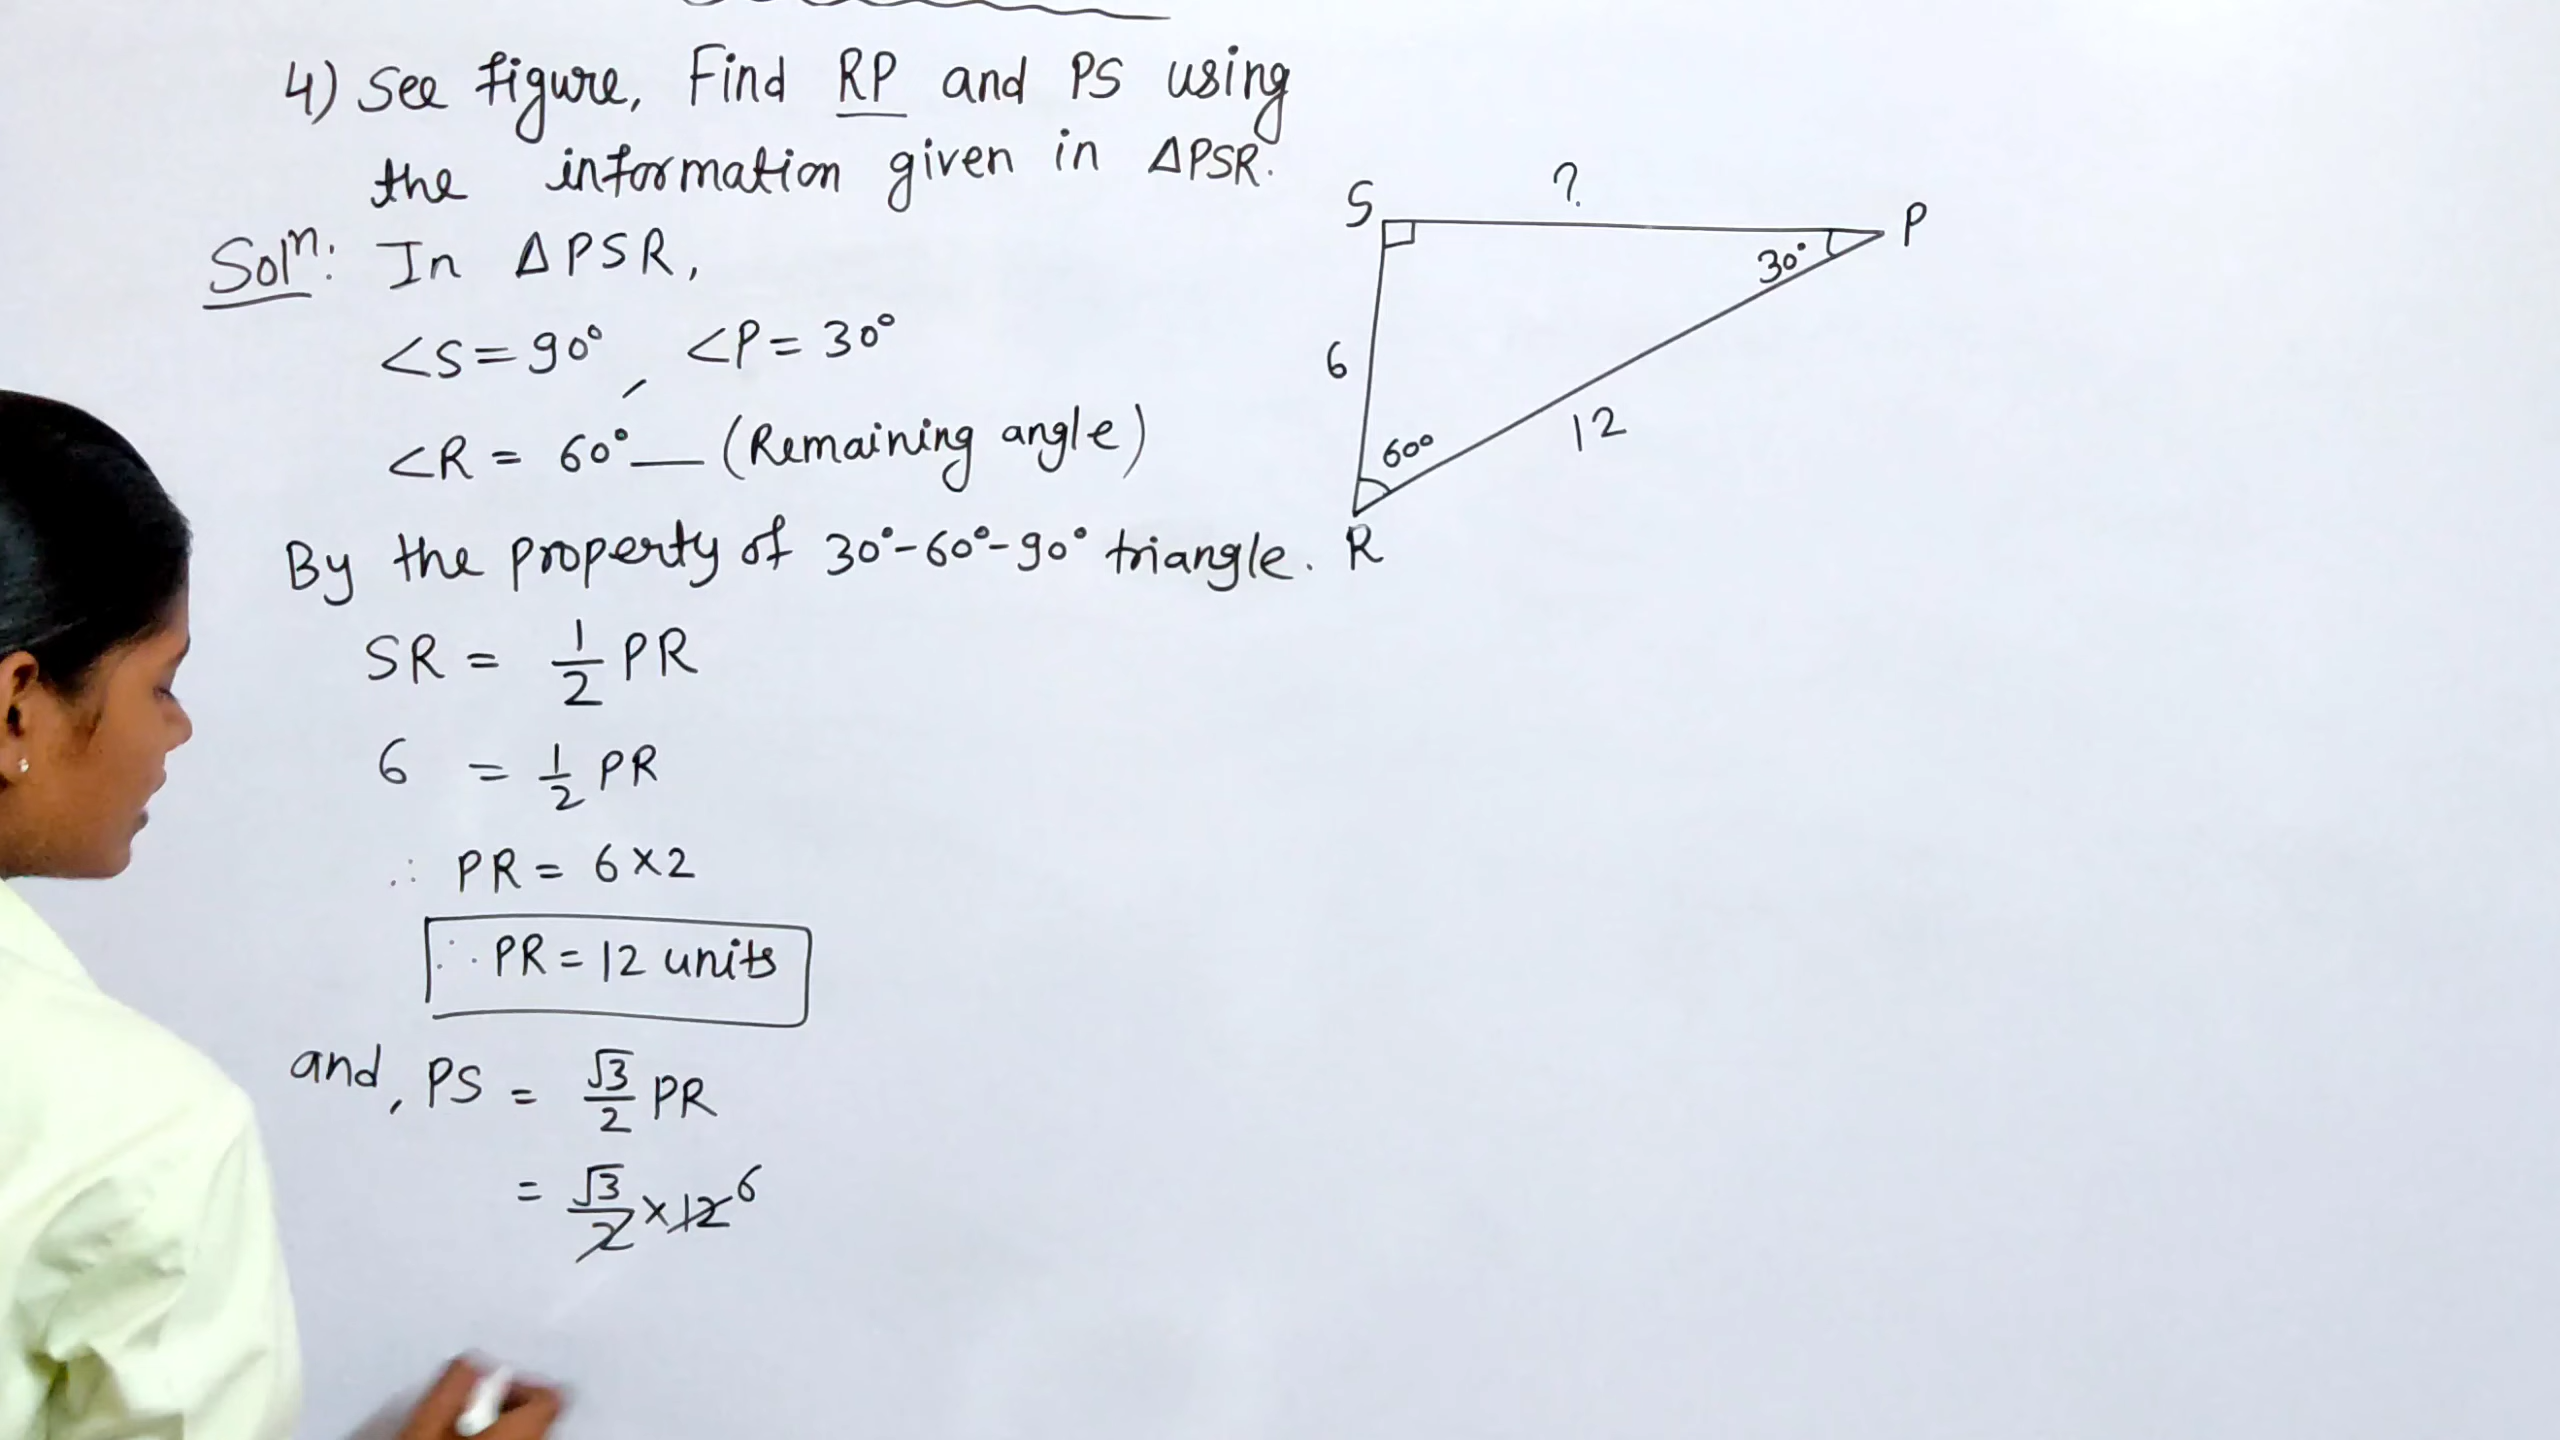 4) See figure, Find RP and PS using
the information given in ΔPSR.
Solⁿ: In ΔPSR,
<S = 90°, <P = 30°
<R = 60° — (Remaining angle)
By the property of 30°-60°-90° triangle.
SR = 1/2 PR
6 = 1/2 PR
∴ PR = 6 × 2
∴ PR = 12 units
and, PS = √3/2 PR
= √3/2 × 12 6
S
?
P
30°
6
12
60°
R